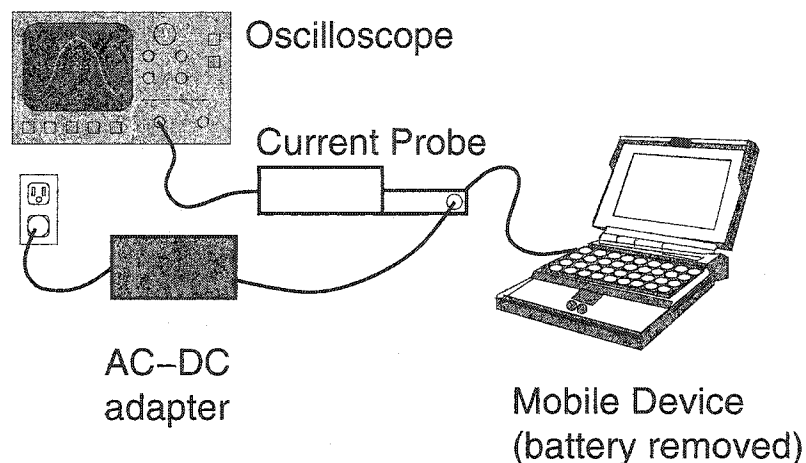 Oscilloscope
Current Probe
AC–DC
adapter
Mobile Device
(battery removed)